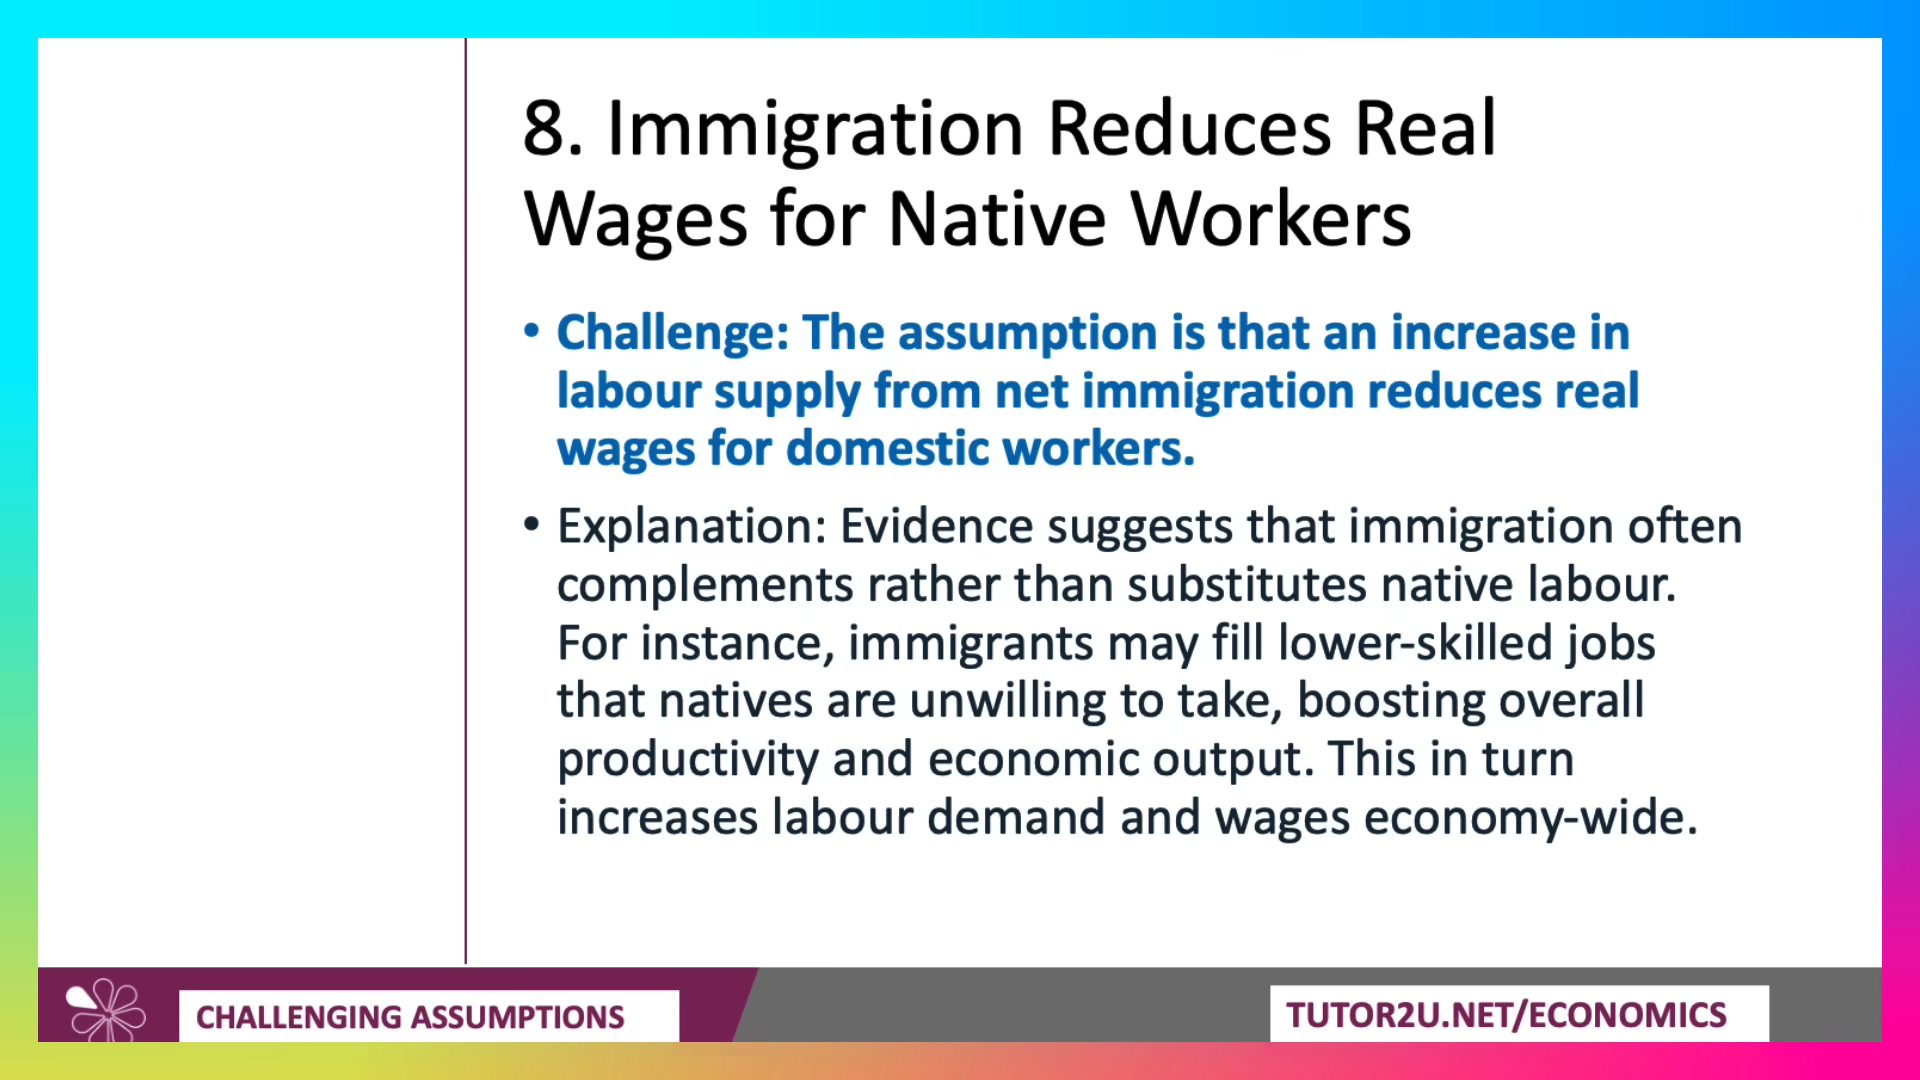 8. Immigration Reduces Real
Wages for Native Workers
• Challenge: The assumption is that an increase in
labour supply from net immigration reduces real
wages for domestic workers.
• Explanation: Evidence suggests that immigration often
complements rather than substitutes native labour.
For instance, immigrants may fill lower-skilled jobs
that natives are unwilling to take, boosting overall
productivity and economic output. This in turn
increases labour demand and wages economy-wide.
CHALLENGING ASSUMPTIONS
TUTOR2U.NET/ECONOMICS